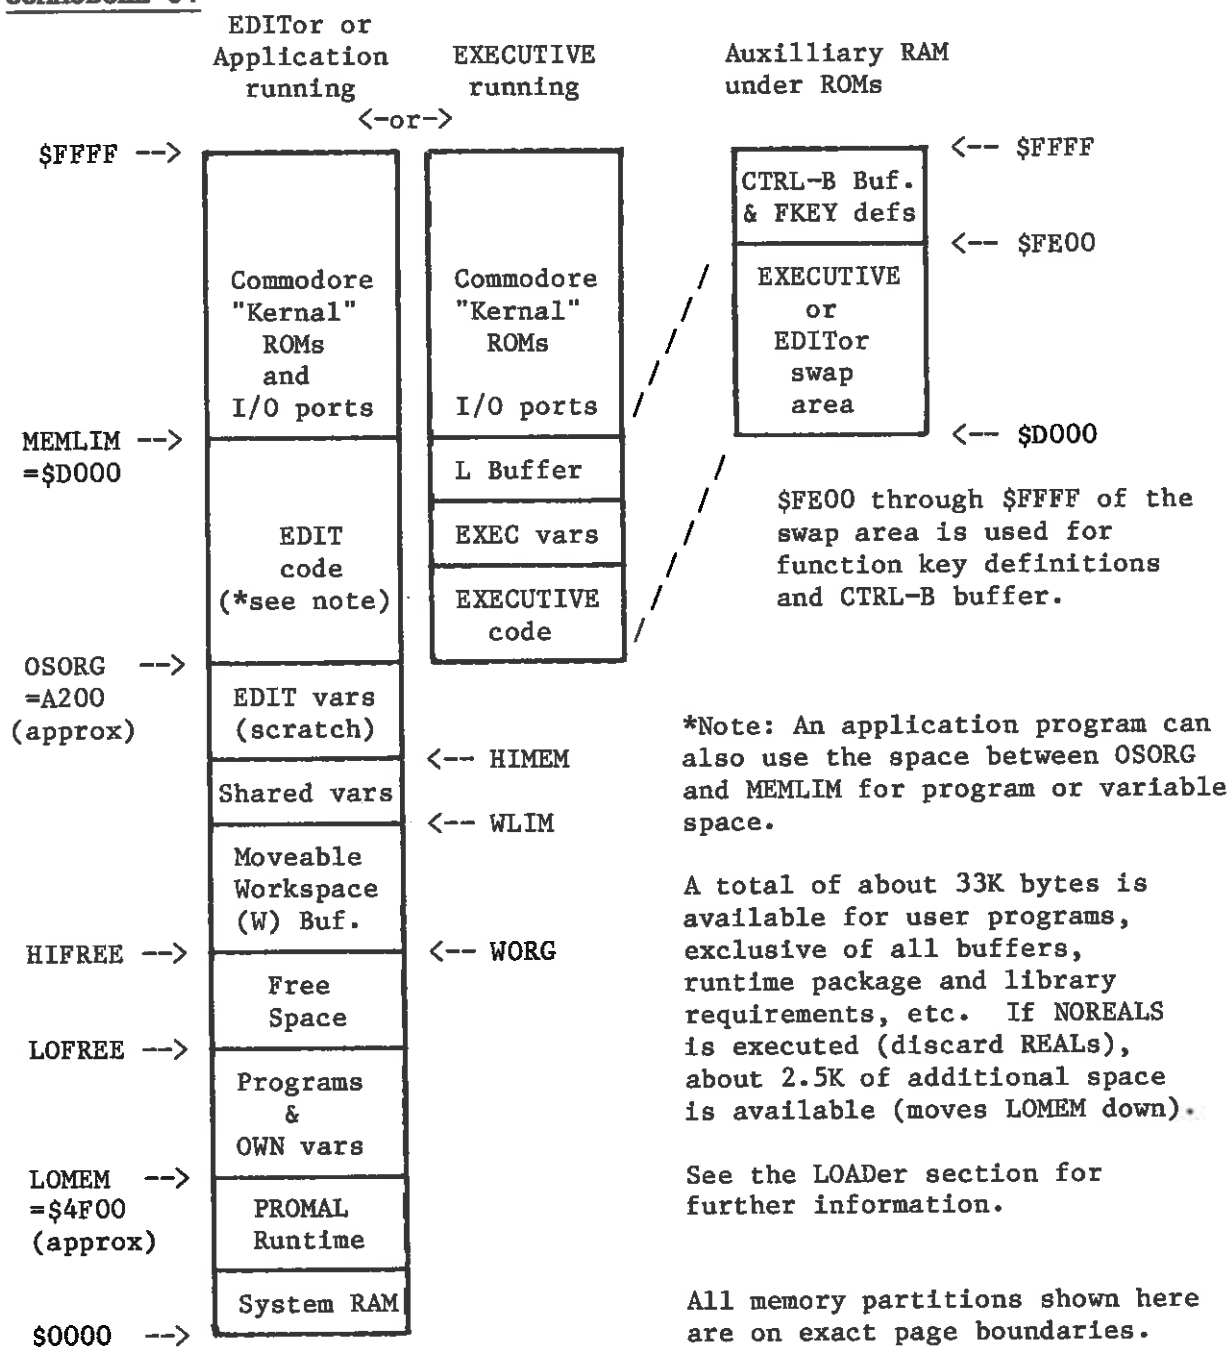 EDITor or
Application
running
EXECUTIVE
running
Auxilliary RAM
under ROMs
<-or->
$FFFF -->
<-- $FFFF
CTRL-B Buf.
& FKEY defs
<-- $FE00
Commodore
"Kernal"
ROMs
and
I/O ports
Commodore
"Kernal"
ROMs
I/O ports
EXECUTIVE
or
EDITor
swap
area
MEMLIM -->
=$D000
<-- $D000
L Buffer
EXEC vars
EXECUTIVE
code
EDIT
code
(*see note)
$FE00 through $FFFF of the
swap area is used for
function key definitions
and CTRL-B buffer.
OSORG -->
=A200
(approx)
EDIT vars
(scratch)
<-- HIMEM
Shared vars
<-- WLIM
*Note: An application program can
also use the space between OSORG
and MEMLIM for program or variable
space.
Moveable
Workspace
(W) Buf.
HIFREE -->
<-- WORG
Free
Space
A total of about 33K bytes is
available for user programs,
exclusive of all buffers,
runtime package and library
requirements, etc. If NOREALS
is executed (discard REALs),
about 2.5K of additional space
is available (moves LOMEM down).
LOFREE -->
Programs
&
OWN vars
LOMEM -->
=$4F00
(approx)
PROMAL
Runtime
See the LOADer section for
further information.
System RAM
$0000 -->
All memory partitions shown here
are on exact page boundaries.